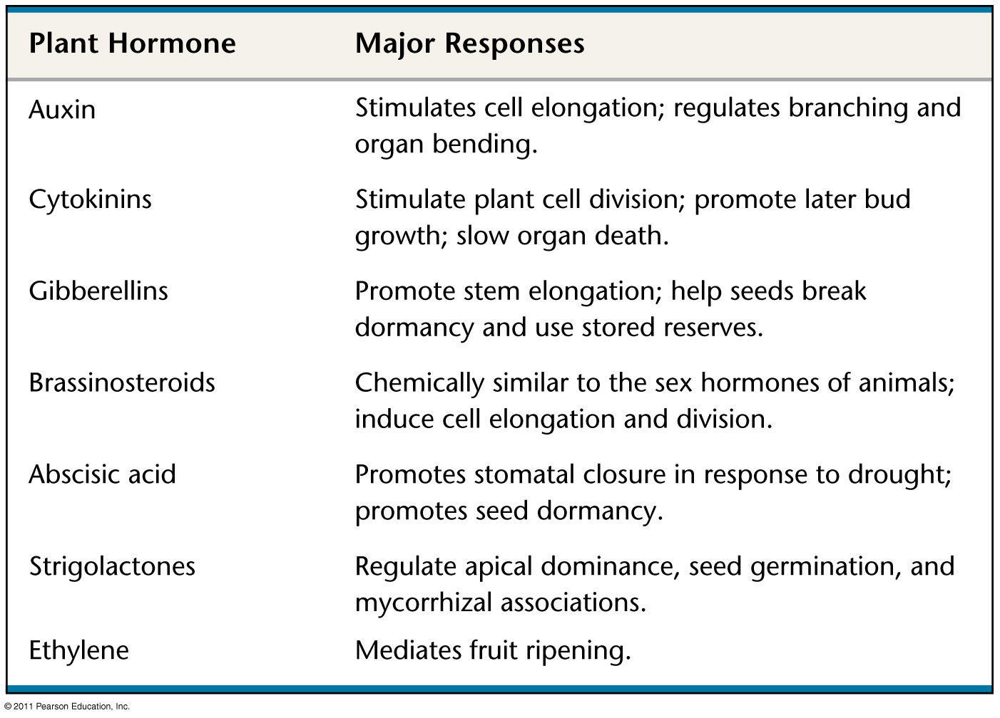 Plant Hormone Major Responses
Auxin Stimulates cell elongation; regulates branching and
organ bending.
Cytokinins Stimulate plant cell division; promote later bud
growth; slow organ death.
Gibberellins Promote stem elongation; help seeds break
dormancy and use stored reserves.
Brassinosteroids Chemically similar to the sex hormones of animals;
induce cell elongation and division.
Abscisic acid Promotes stomatal closure in response to drought;
promotes seed dormancy.
Strigolactones Regulate apical dominance, seed germination, and
mycorrhizal associations.
Ethylene Mediates fruit ripening.
© 2011 Pearson Education, Inc.